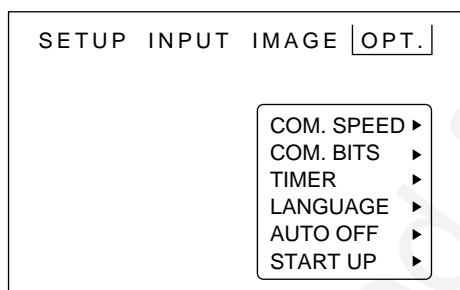 SETUP INPUT IMAGE OPT.
COM. SPEED ▶
COM. BITS ▶
TIMER ▶
LANGUAGE ▶
AUTO OFF ▶
START UP ▶